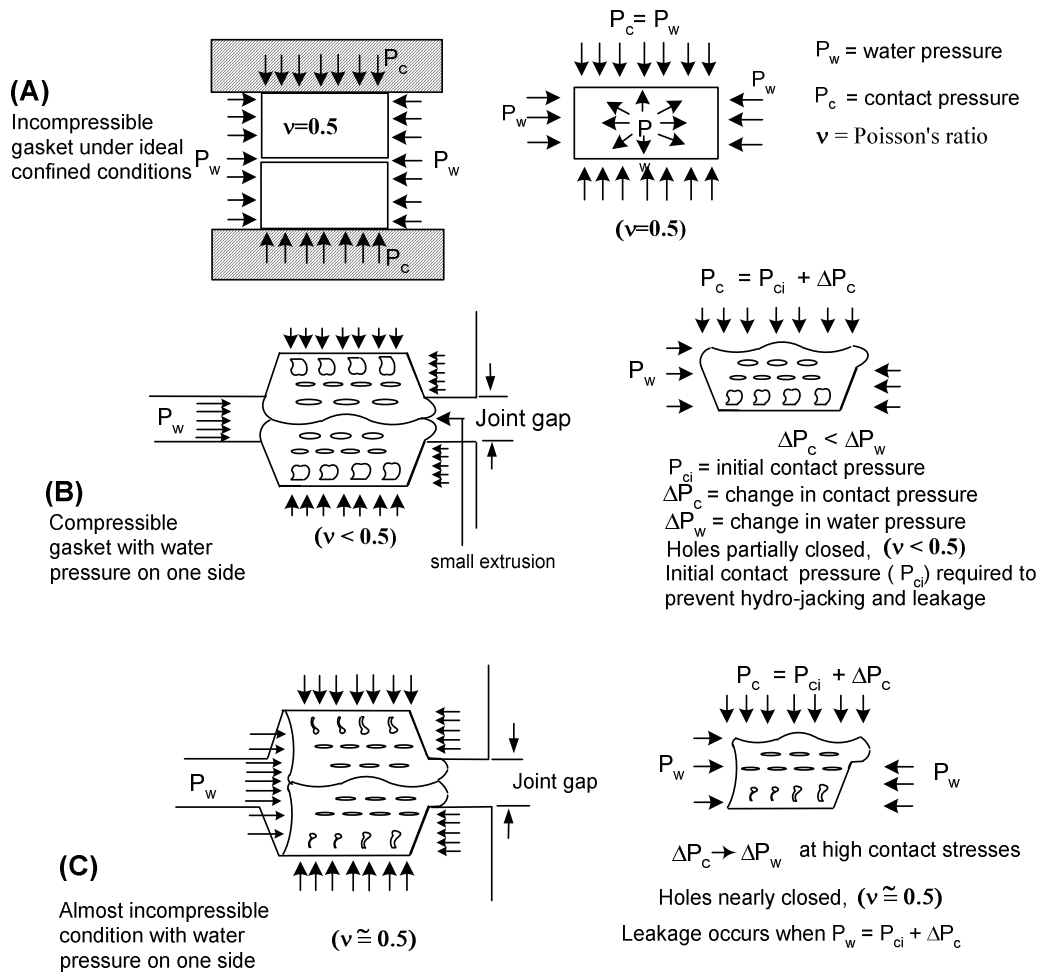 (A)
Incompressible
gasket under ideal
confined conditions
P_c
ν=0.5
P_w
P_w
P_c
P_c = P_w
P_w
P_w
P
w
(ν=0.5)
P_w = water pressure
P_c = contact pressure
ν = Poisson's ratio
(B)
Compressible
gasket with water
pressure on one side
P_w
Joint gap
(ν < 0.5)
small extrusion
P_c = P_ci + ΔP_c
P_w
ΔP_c < ΔP_w
P_ci = initial contact pressure
ΔP_c = change in contact pressure
ΔP_w = change in water pressure
Holes partially closed, (ν < 0.5)
Initial contact pressure ( P_ci) required to
prevent hydro-jacking and leakage
(C)
Almost incompressible
condition with water
pressure on one side
P_w
Joint gap
(ν ≅ 0.5)
P_c = P_ci + ΔP_c
P_w
P_w
ΔP_c → ΔP_w at high contact stresses
Holes nearly closed, (ν ≅ 0.5)
Leakage occurs when P_w = P_ci + ΔP_c